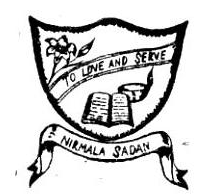 TO LOVE AND SERVE
NIRMALA SADAN